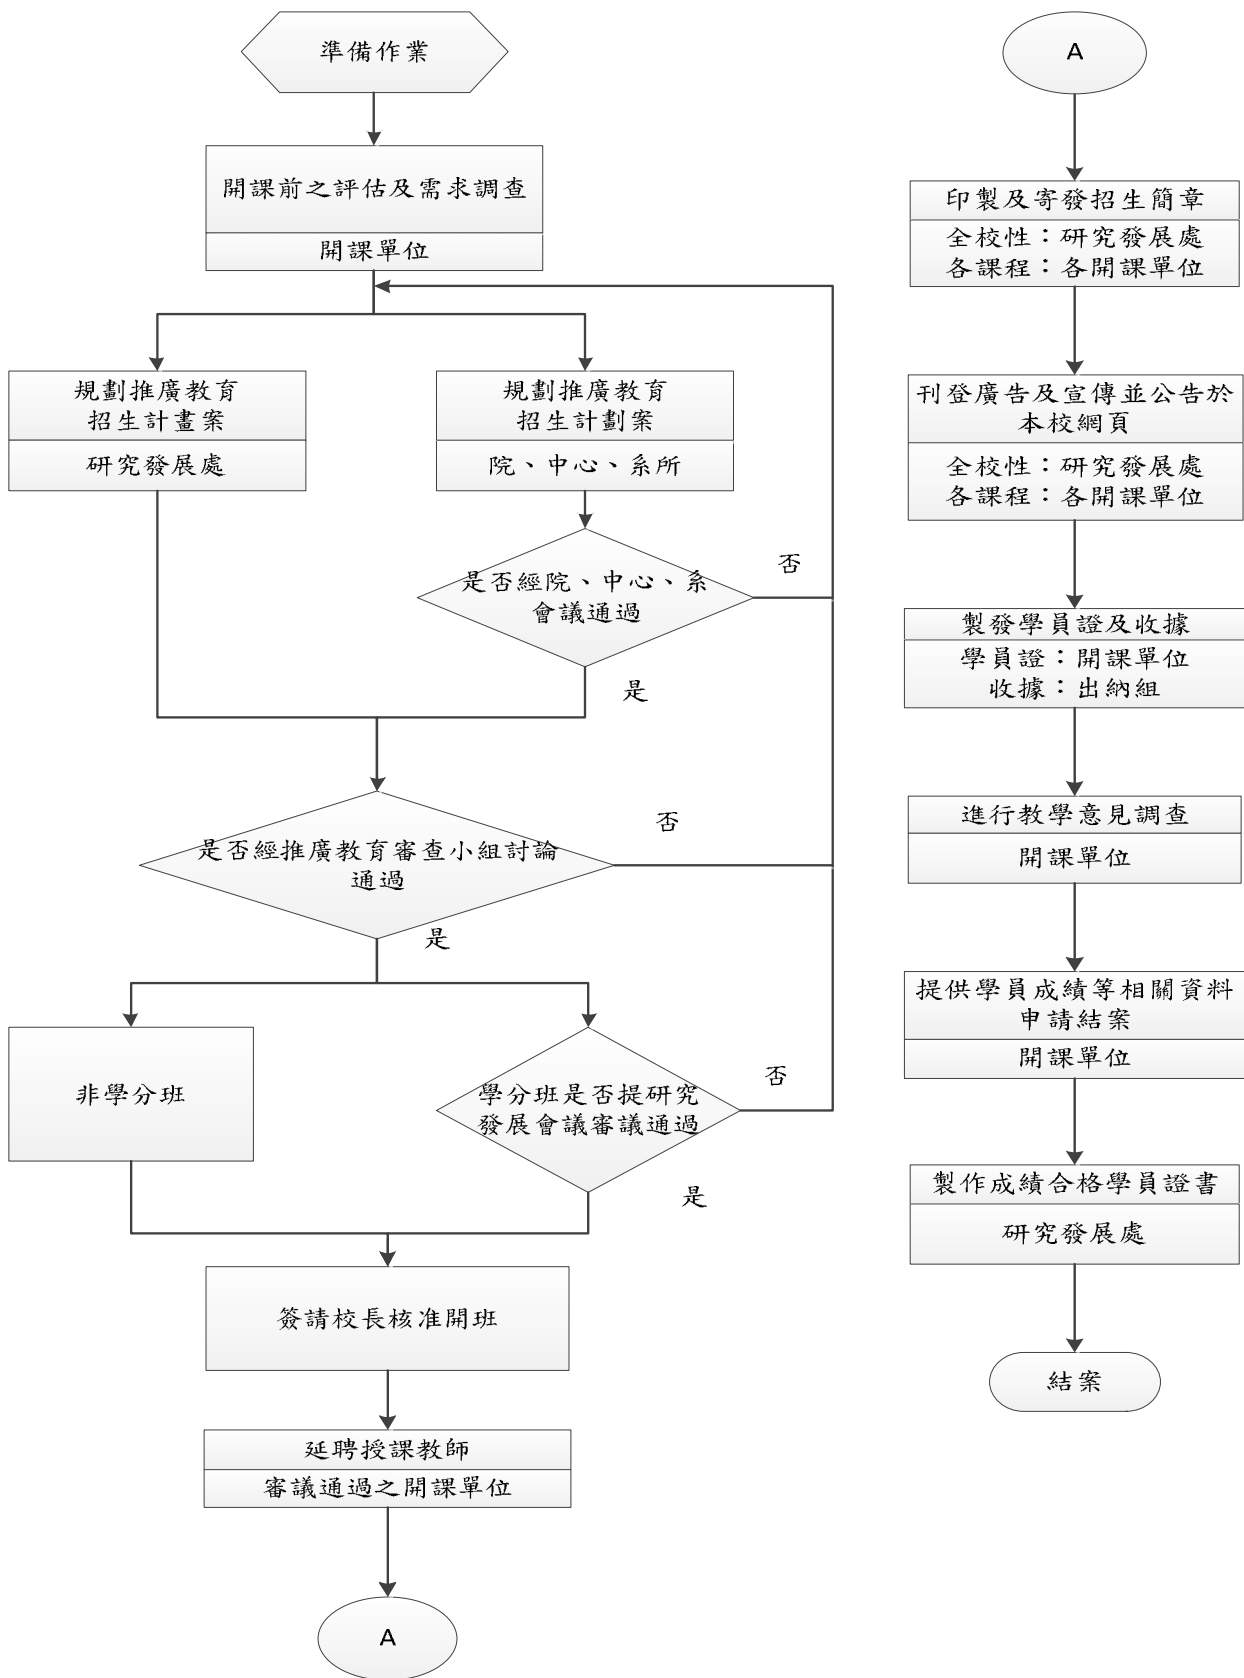 準備作業
開課前之評估及需求調查
開課單位
規劃推廣教育
招生計畫案
研究發展處
規劃推廣教育
招生計劃案
院、中心、系所
是否經院、中心、系
會議通過
否
是
是否經推廣教育審查小組討論
通過
否
是
非學分班
學分班是否提研究
發展會議審議通過
否
是
簽請校長核准開班
延聘授課教師
審議通過之開課單位
A
A
印製及寄發招生簡章
全校性：研究發展處
各課程：各開課單位
刊登廣告及宣傳並公告於
本校網頁
全校性：研究發展處
各課程：各開課單位
製發學員證及收據
學員證：開課單位
收據：出納組
進行教學意見調查
開課單位
提供學員成績等相關資料
申請結案
開課單位
製作成績合格學員證書
研究發展處
結案